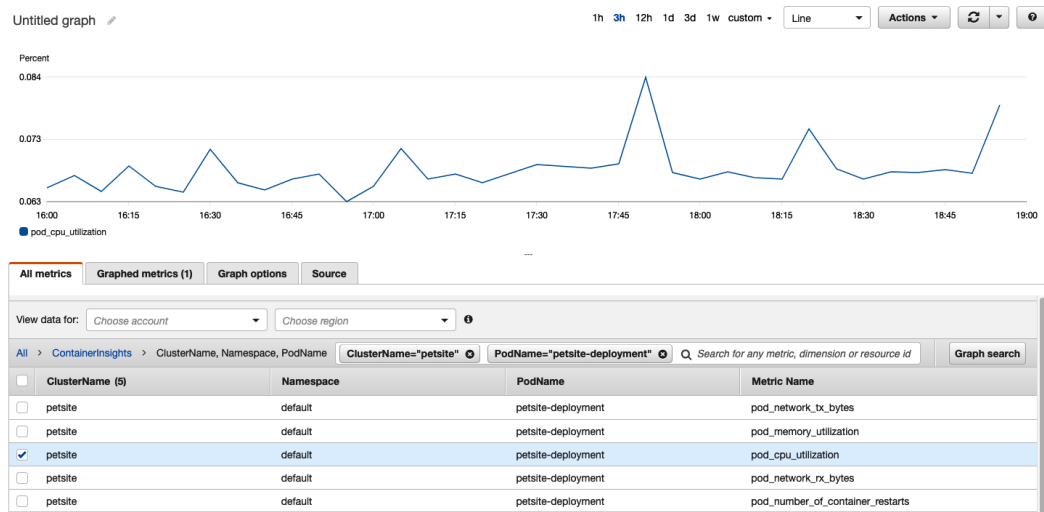 Untitled graph
1h 3h 12h 1d 3d 1w custom Line Actions
Percent
0.084
0.073
0.063
16:00 16:15 16:30 16:45 17:00 17:15 17:30 17:45 18:00 18:15 18:30 18:45 19:00
pod_cpu_utilization
All metrics Graphed metrics (1) Graph options Source
View data for: Choose account Choose region
All > ContainerInsights > ClusterName, Namespace, PodName ClusterName="petsite" PodName="petsite-deployment" Search for any metric, dimension or resource id Graph search
ClusterName (5) Namespace PodName Metric Name
petsite default petsite-deployment pod_network_tx_bytes
petsite default petsite-deployment pod_memory_utilization
petsite default petsite-deployment pod_cpu_utilization
petsite default petsite-deployment pod_network_rx_bytes
petsite default petsite-deployment pod_number_of_container_restarts